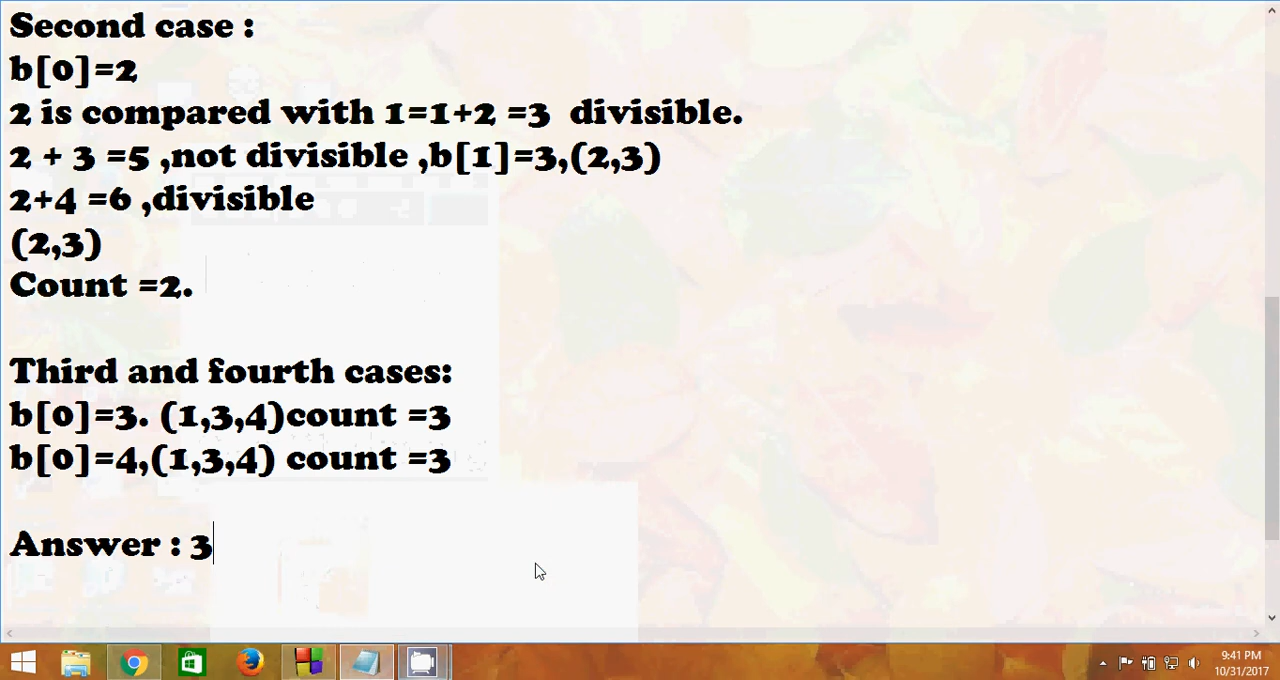 Second case :
b[0]=2
2 is compared with 1=1+2 =3  divisible.
2 + 3 =5 ,not divisible ,b[1]=3,(2,3)
2+4 =6 ,divisible
(2,3)
Count =2.
Third and fourth cases:
b[0]=3. (1,3,4)count =3
b[0]=4,(1,3,4) count =3
Answer : 3
9:41 PM
10/31/2017